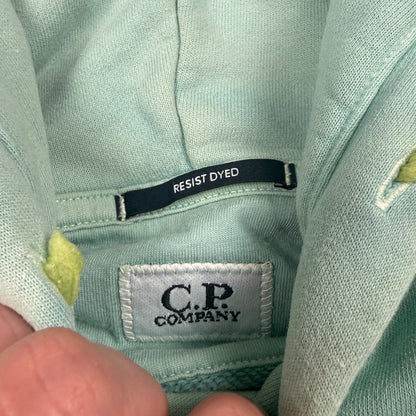 RESIST DYED
C.P.
COMPANY